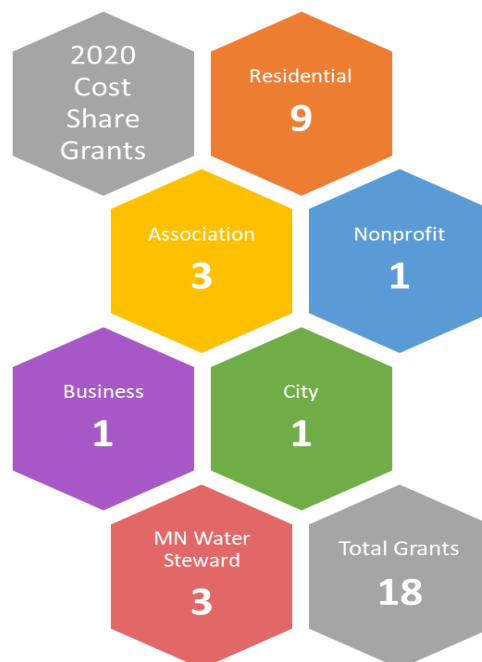 2020
Cost
Share
Grants
Residential
9
Association
3
Nonprofit
1
Business
1
City
1
MN Water
Steward
3
Total Grants
18